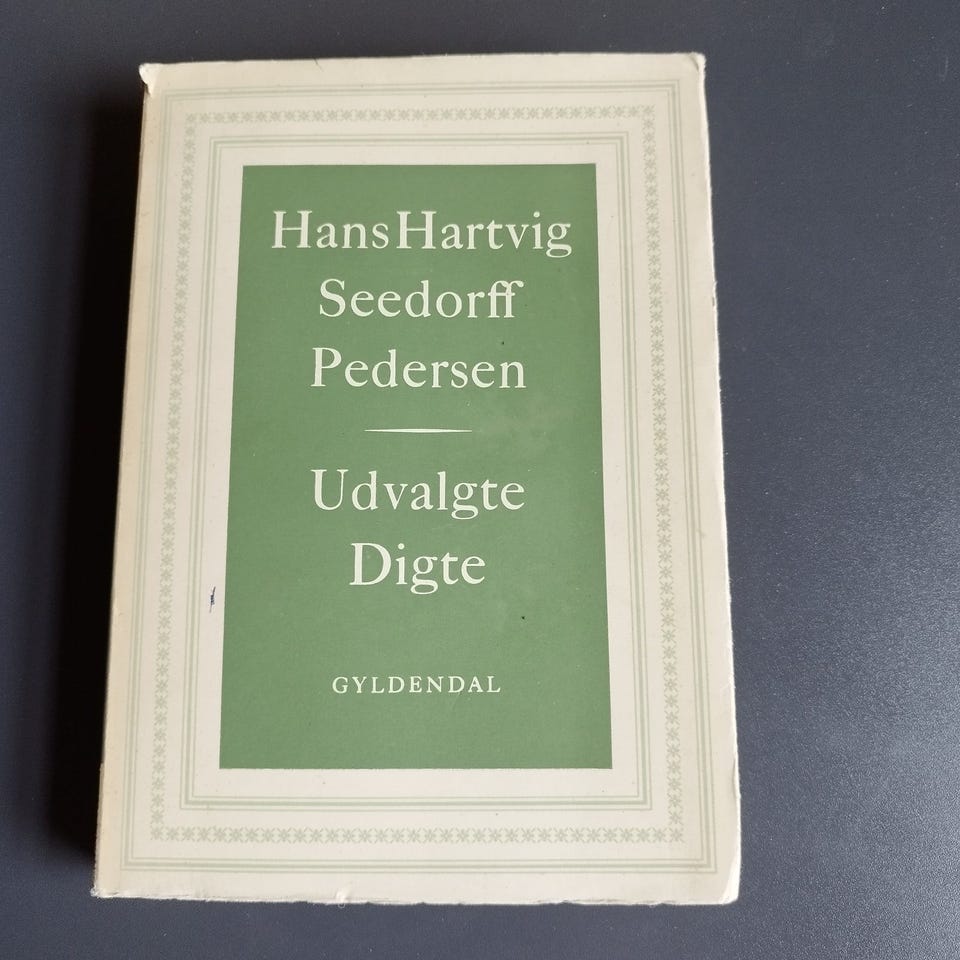 Hans Hartvig
Seedorff
Pedersen
Udvalgte
Digte
GYLDENDAL